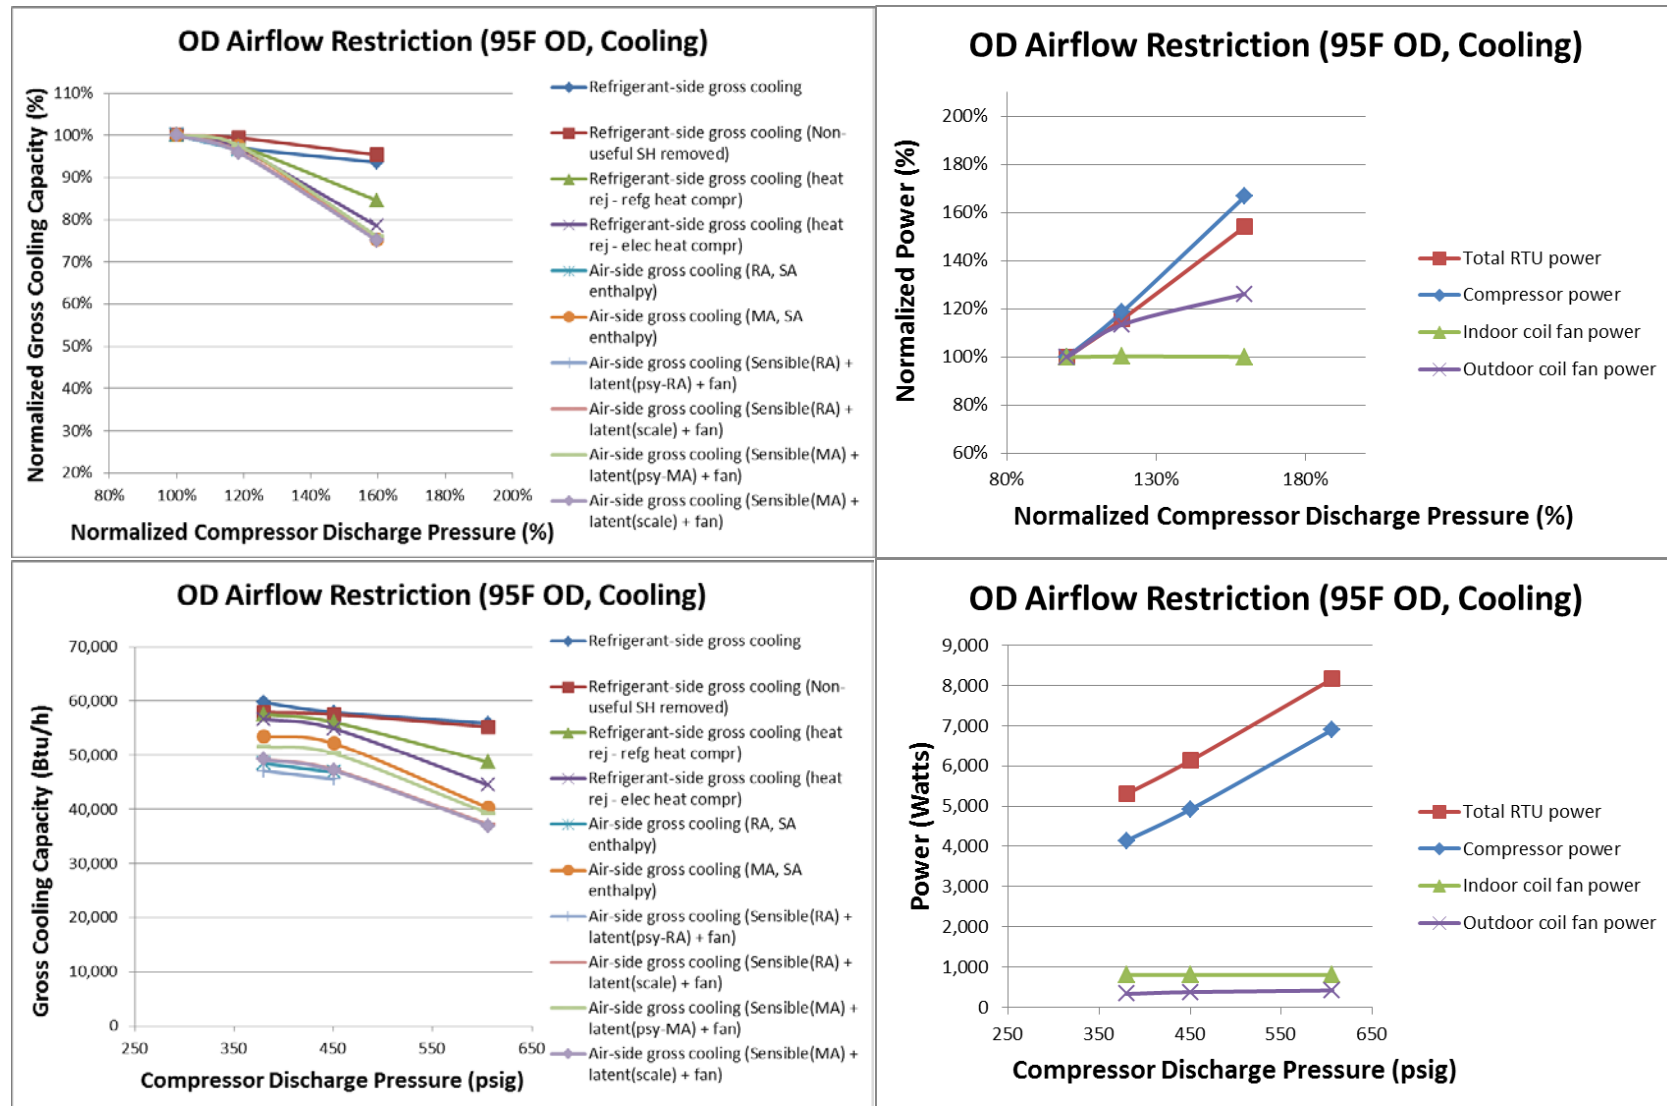 OD Airflow Restriction (95F OD, Cooling)
Normalized Gross Cooling Capacity (%)
110%
100%
90%
80%
70%
60%
50%
40%
30%
20%
80%
100%
120%
140%
160%
180%
200%
Normalized Compressor Discharge Pressure (%)
Refrigerant-side gross cooling
Refrigerant-side gross cooling (Non-
useful SH removed)
Refrigerant-side gross cooling (heat
rej - refg heat compr)
Refrigerant-side gross cooling (heat
rej - elec heat compr)
Air-side gross cooling (RA, SA
enthalpy)
Air-side gross cooling (MA, SA
enthalpy)
Air-side gross cooling (Sensible(RA) +
latent(psy-RA) + fan)
Air-side gross cooling (Sensible(RA) +
latent(scale) + fan)
Air-side gross cooling (Sensible(MA) +
latent(psy-MA) + fan)
Air-side gross cooling (Sensible(MA) +
latent(scale) + fan)
OD Airflow Restriction (95F OD, Cooling)
Normalized Power (%)
200%
180%
160%
140%
120%
100%
80%
60%
80%
130%
180%
Normalized Compressor Discharge Pressure (%)
Total RTU power
Compressor power
Indoor coil fan power
Outdoor coil fan power
OD Airflow Restriction (95F OD, Cooling)
Gross Cooling Capacity (Btu/h)
70,000
60,000
50,000
40,000
30,000
20,000
10,000
0
250
350
450
550
650
Compressor Discharge Pressure (psig)
Refrigerant-side gross cooling
Refrigerant-side gross cooling (Non-
useful SH removed)
Refrigerant-side gross cooling (heat
rej - refg heat compr)
Refrigerant-side gross cooling (heat
rej - elec heat compr)
Air-side gross cooling (RA, SA
enthalpy)
Air-side gross cooling (MA, SA
enthalpy)
Air-side gross cooling (Sensible(RA) +
latent(psy-RA) + fan)
Air-side gross cooling (Sensible(RA) +
latent(scale) + fan)
Air-side gross cooling (Sensible(MA) +
latent(psy-MA) + fan)
Air-side gross cooling (Sensible(MA) +
latent(scale) + fan)
OD Airflow Restriction (95F OD, Cooling)
Power (Watts)
9,000
8,000
7,000
6,000
5,000
4,000
3,000
2,000
1,000
0
250
350
450
550
650
Compressor Discharge Pressure (psig)
Total RTU power
Compressor power
Indoor coil fan power
Outdoor coil fan power